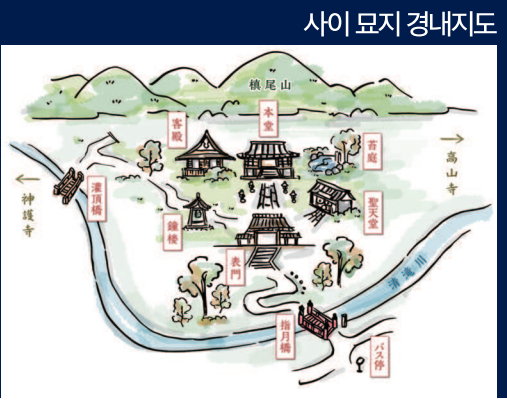 사이 묘지 경내지도
槙尾山
客殿
本堂
苔庭
高山寺
神護寺
灌頂橋
鐘楼
聖天堂
表門
清滝川
指月橋
バス停